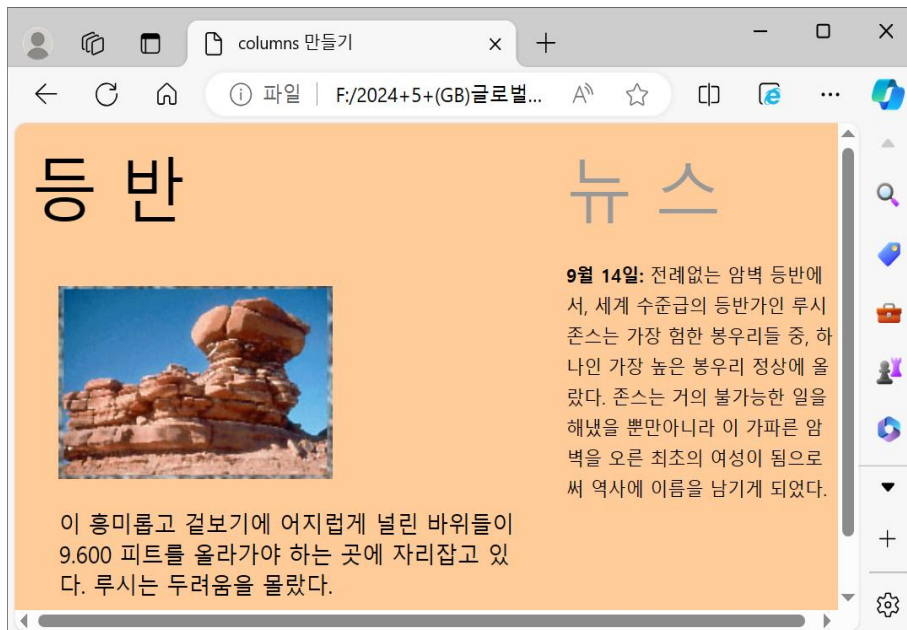 columns 만들기
파일
F:/2024+5+(GB)글로벌...
등 반
뉴 스
9월 14일: 전례없는 암벽 등반에
서, 세계 수준급의 등반가인 루시
존스는 가장 험한 봉우리들 중, 하
나인 가장 높은 봉우리 정상에 올
랐다. 존스는 거의 불가능한 일을
해냈을 뿐만아니라 이 가파른 암
벽을 오른 최초의 여성이 됨으로
써 역사에 이름을 남기게 되었다.
이 흥미롭고 겉보기에 어지럽게 널린 바위들이
9.600 피트를 올라가야 하는 곳에 자리잡고 있
다. 루시는 두려움을 몰랐다.